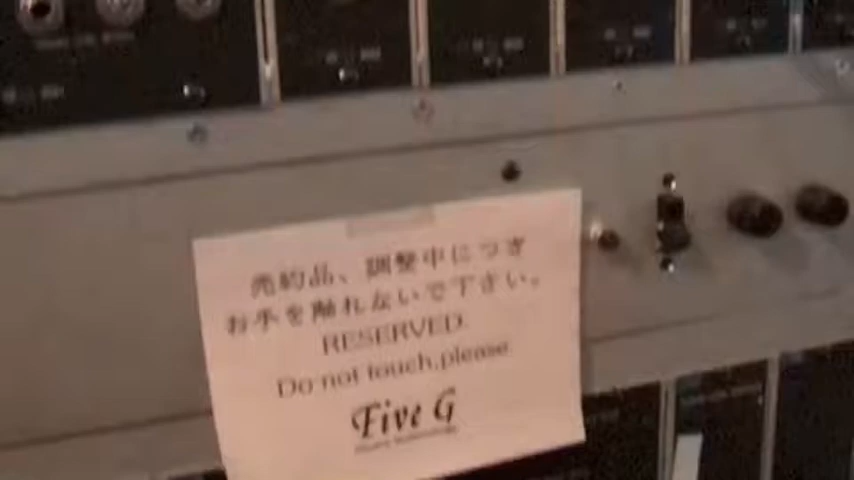 売約品、調整中につき
お手を触れないで下さい。
RESERVED.
Do not touch,please
Five G